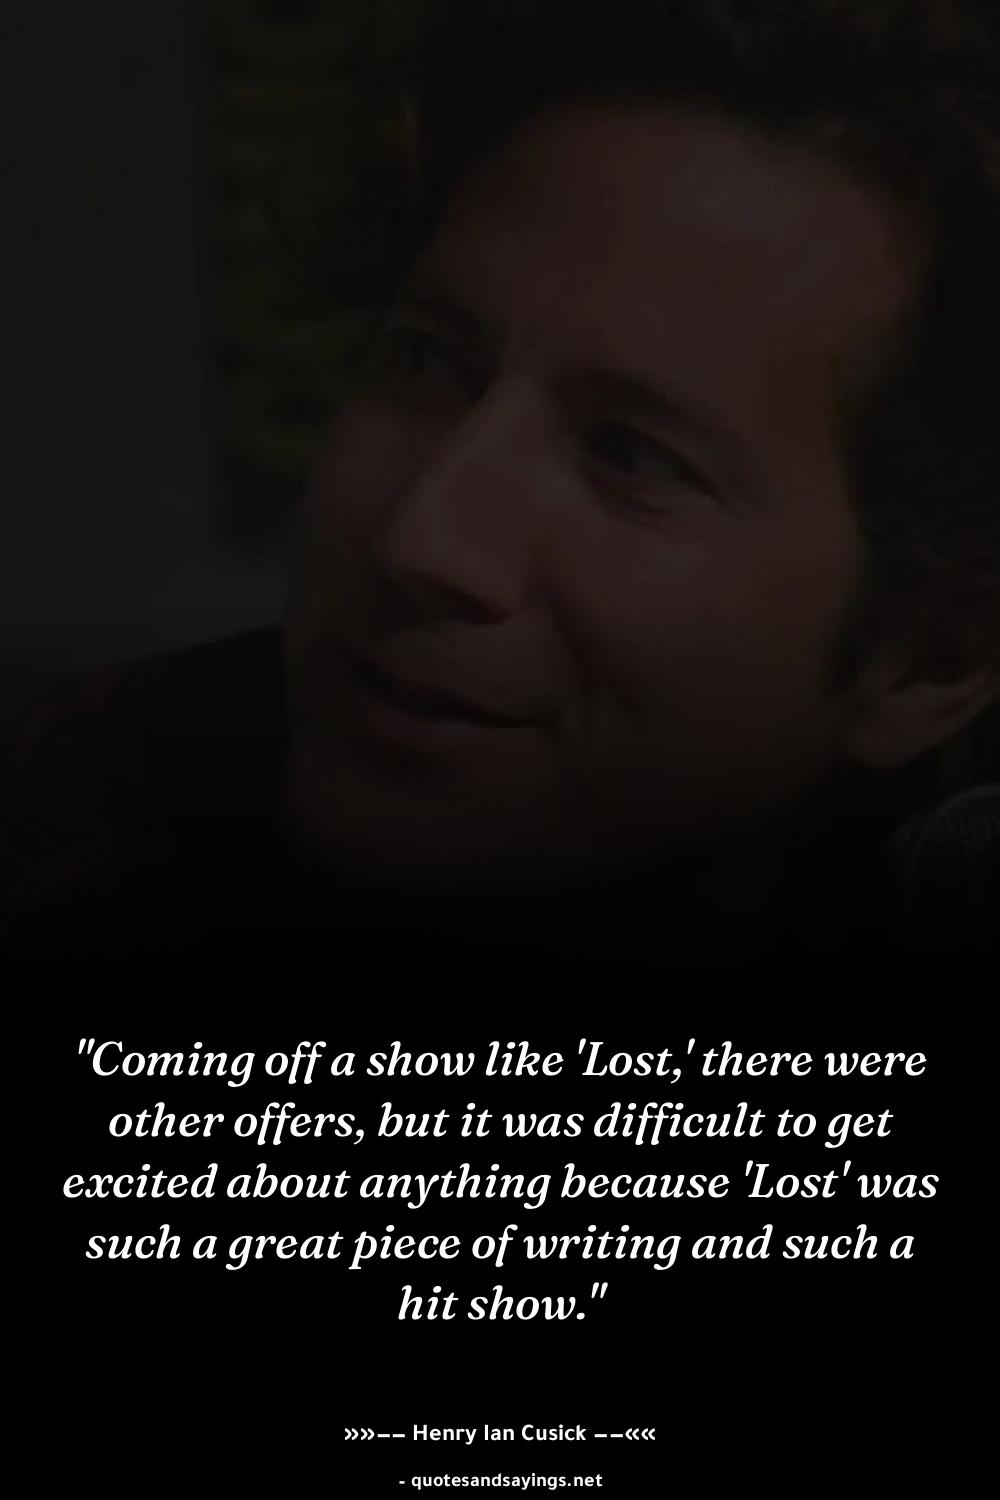 "Coming off a show like 'Lost,' there were
other offers, but it was difficult to get
excited about anything because 'Lost' was
such a great piece of writing and such a
hit show."
»»−− Henry Ian Cusick −−««
- quotesandsayings.net